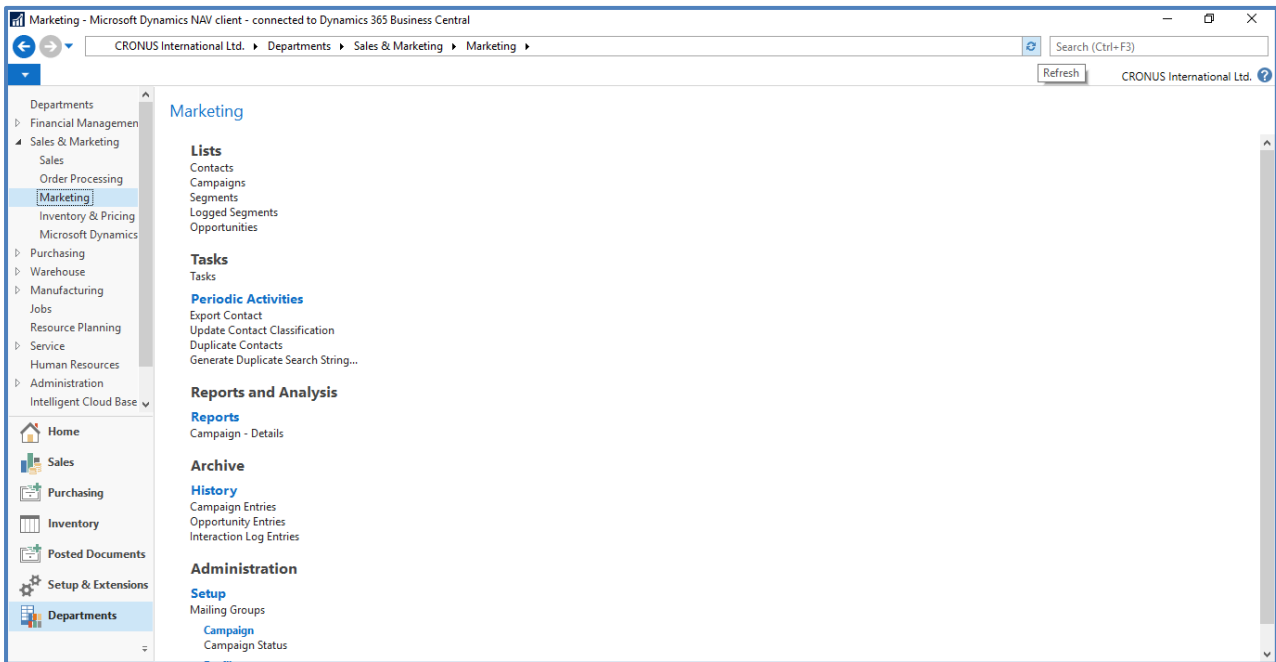 Marketing - Microsoft Dynamics NAV client - connected to Dynamics 365 Business Central
CRONUS International Ltd. Departments Sales & Marketing Marketing
Search (Ctrl+F3)
Refresh
CRONUS International Ltd.
Departments
Financial Managemen
Sales & Marketing
Sales
Order Processing
Marketing
Inventory & Pricing
Microsoft Dynamics
Purchasing
Warehouse
Manufacturing
Jobs
Resource Planning
Service
Human Resources
Administration
Intelligent Cloud Base
Home
Sales
Purchasing
Inventory
Posted Documents
Setup & Extensions
Departments
Marketing
Lists
Contacts
Campaigns
Segments
Logged Segments
Opportunities
Tasks
Tasks
Periodic Activities
Export Contact
Update Contact Classification
Duplicate Contacts
Generate Duplicate Search String...
Reports and Analysis
Reports
Campaign - Details
Archive
History
Campaign Entries
Opportunity Entries
Interaction Log Entries
Administration
Setup
Mailing Groups
Campaign
Campaign Status